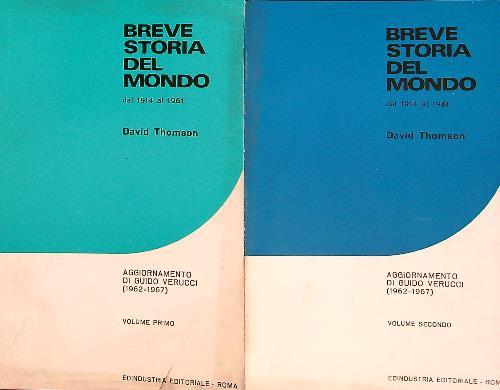 BREVE
STORIA
DEL
MONDO
dal 1914 al 1961
David Thomson
AGGIORNAMENTO
DI GUIDO VERUCCI
(1962-1967)
VOLUME PRIMO
EDINDUSTRIA EDITORIALE - ROMA
BREVE
STORIA
DEL
MONDO
dal 1914 al 1961
David Thomson
AGGIORNAMENTO
DI GUIDO VERUCCI
(1962-1967)
VOLUME SECONDO
EDINDUSTRIA EDITORIALE - ROMA